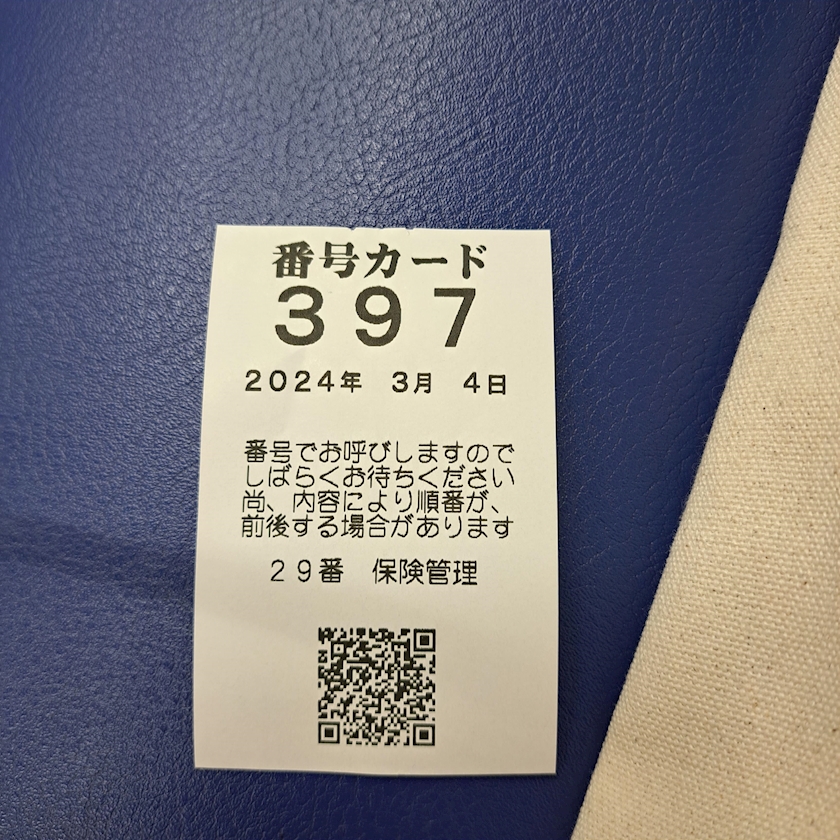 番号カード
397
2024年 3月 4日
番号でお呼びしますので
しばらくお待ちください
尚、内容により順番が、
前後する場合があります
29番 保険管理